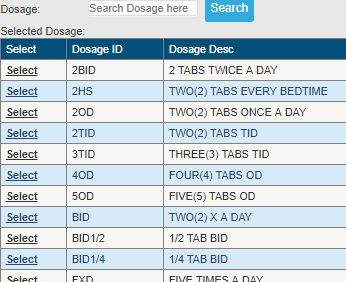 Dosage: Search Dosage here Search
Selected Dosage:
Select Dosage ID Dosage Desc
Select 2BID 2 TABS TWICE A DAY
Select 2HS TWO(2) TABS EVERY BEDTIME
Select 2OD TWO(2) TABS ONCE A DAY
Select 2TID TWO(2) TABS TID
Select 3TID THREE(3) TABS TID
Select 4OD FOUR(4) TABS OD
Select 5OD FIVE(5) TABS OD
Select BID TWO(2) X A DAY
Select BID1/2 1/2 TAB BID
Select BID1/4 1/4 TAB BID
Select FIVE TIMES A DAY